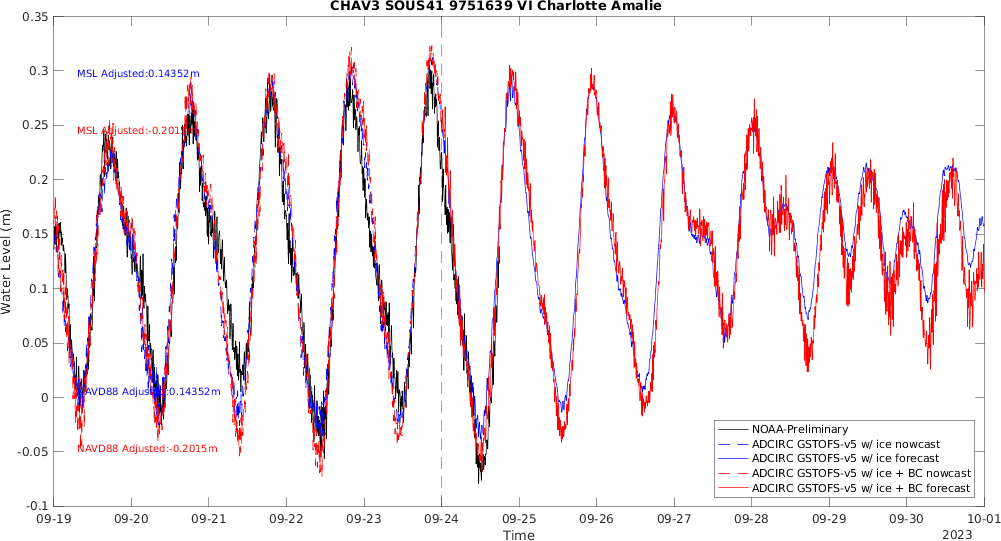 CHAV3 SOUS41 9751639 VI Charlotte Amalie
0.35
0.3
0.25
0.2
0.15
0.1
0.05
0
-0.05
-0.1
Water Level (m)
MSL Adjusted:0.14352m
MSL Adjusted:-0.2015m
NAVD88 Adjusted:0.14352m
NAVD88 Adjusted:-0.2015m
NOAA-Preliminary
ADCIRC GSTOFS-v5 w/ ice nowcast
ADCIRC GSTOFS-v5 w/ ice forecast
ADCIRC GSTOFS-v5 w/ ice + BC nowcast
ADCIRC GSTOFS-v5 w/ ice + BC forecast
09-19 09-20 09-21 09-22 09-23 09-24 09-25 09-26 09-27 09-28 09-29 09-30 10-01
Time
2023